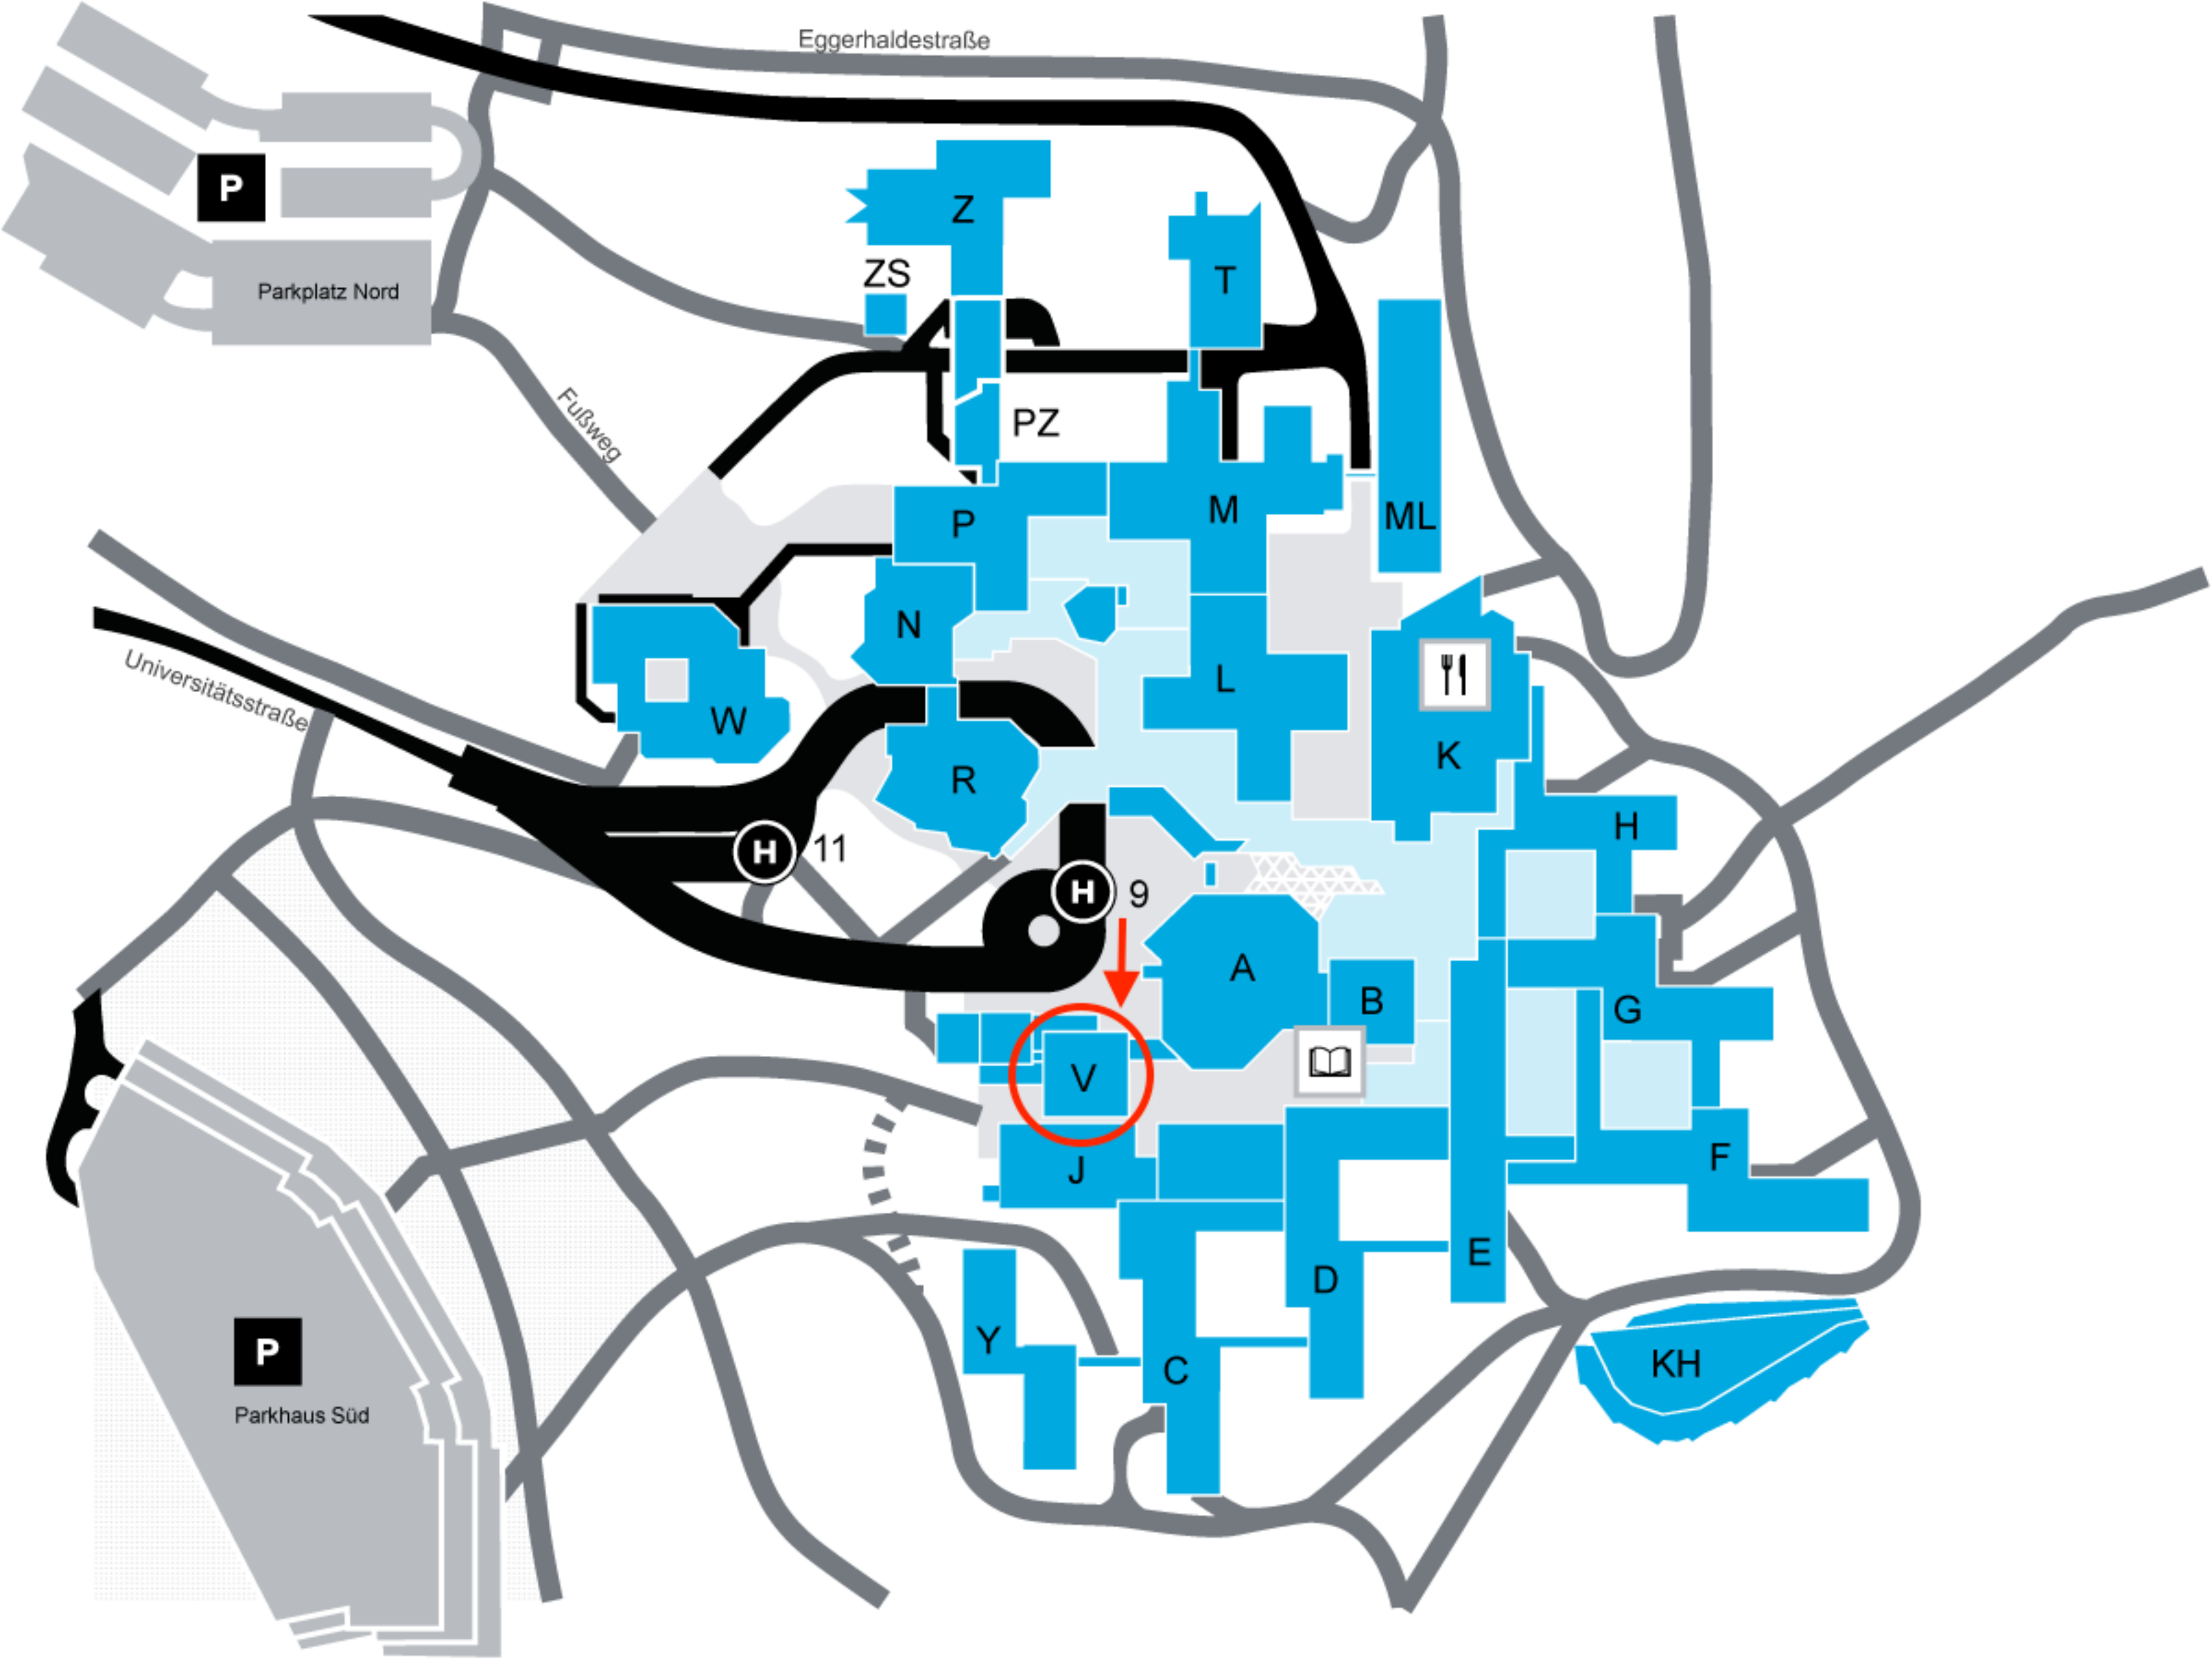 Eggerhaldestraße
Z
P
ZS
T
Parkplatz Nord
Fußweg
PZ
P
M
ML
N
Universitätsstraße
L
W
K
R
H
H
11
H
9
A
B
G
V
J
F
E
D
Y
C
KH
P
Parkhaus Süd